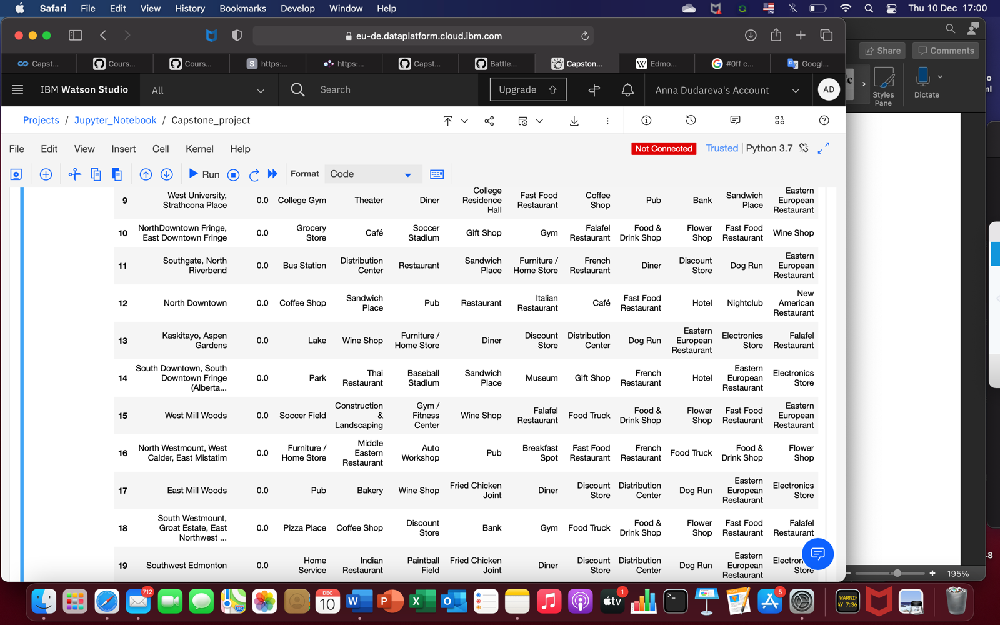 Safari File Edit View History Bookmarks Develop Window Help Thu 10 Dec 17:00
eu-de.dataplatform.cloud.ibm.com
Share Comments
Capst... Cours... Cours... S https:... https:... Capst... Battle... Capston... W Edmo... G #0ff c... Googl...
Styles
Pane
Dictate
IBM Watson Studio All Search Upgrade Anna Dudareva's Account AD
Projects / Jupyter_Notebook / Capstone_project
File Edit View Insert Cell Kernel Help Not Connected Trusted | Python 3.7
Run Format Code
9 West University, Strathcona Place 0.0 College Gym Theater Diner College Residence Hall Fast Food Restaurant Coffee Shop Pub Bank Sandwich Place Eastern European Restaurant
10 NorthDowntown Fringe, East Downtown Fringe 0.0 Grocery Store Café Soccer Stadium Gift Shop Gym Falafel Restaurant Food & Drink Shop Flower Shop Fast Food Restaurant Wine Shop
11 Southgate, North Riverbend 0.0 Bus Station Distribution Center Restaurant Sandwich Place Furniture / Home Store French Restaurant Diner Discount Store Dog Run Eastern European Restaurant
12 North Downtown 0.0 Coffee Shop Sandwich Place Pub Restaurant Italian Restaurant Café Fast Food Restaurant Hotel Nightclub New American Restaurant
13 Kaskitayo, Aspen Gardens 0.0 Lake Wine Shop Furniture / Home Store Diner Discount Store Distribution Center Dog Run Eastern European Restaurant Electronics Store Falafel Restaurant
14 South Downtown, South Downtown Fringe (Alberta... 0.0 Park Thai Restaurant Baseball Stadium Sandwich Place Museum Gift Shop French Restaurant Hotel Eastern European Restaurant Electronics Store
15 West Mill Woods 0.0 Soccer Field Construction & Landscaping Gym / Fitness Center Wine Shop Falafel Restaurant Food Truck Food & Drink Shop Flower Shop Fast Food Restaurant Eastern European Restaurant
16 North Westmount, West Calder, East Mistatim 0.0 Furniture / Home Store Middle Eastern Restaurant Auto Workshop Pub Breakfast Spot Fast Food Restaurant French Restaurant Food Truck Food & Drink Shop Flower Shop
17 East Mill Woods 0.0 Pub Bakery Wine Shop Fried Chicken Joint Diner Discount Store Distribution Center Dog Run Eastern European Restaurant Electronics Store
18 South Westmount, Groat Estate, East Northwest ... 0.0 Pizza Place Coffee Shop Discount Store Bank Gym Food Truck Food & Drink Shop Flower Shop Fast Food Restaurant Falafel Restaurant
19 Southwest Edmonton 0.0 Home Service Indian Restaurant Paintball Field Fried Chicken Joint Diner Discount Store Distribution Center Dog Run Eastern European Restaurant Store
195%
712 DEC 10 W P X tv 1 5 WARNIN AY 7:36